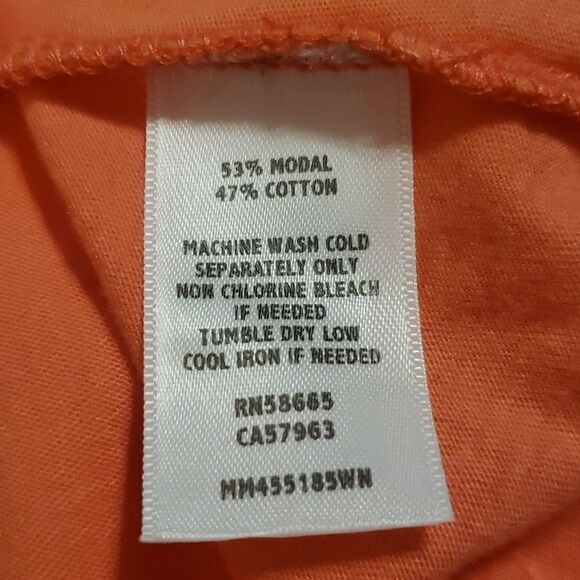 53% MODAL
47% COTTON
MACHINE WASH COLD
SEPARATELY ONLY
NON CHLORINE BLEACH
IF NEEDED
TUMBLE DRY LOW
COOL IRON IF NEEDED
RN58665
CA57963
MM455185WN